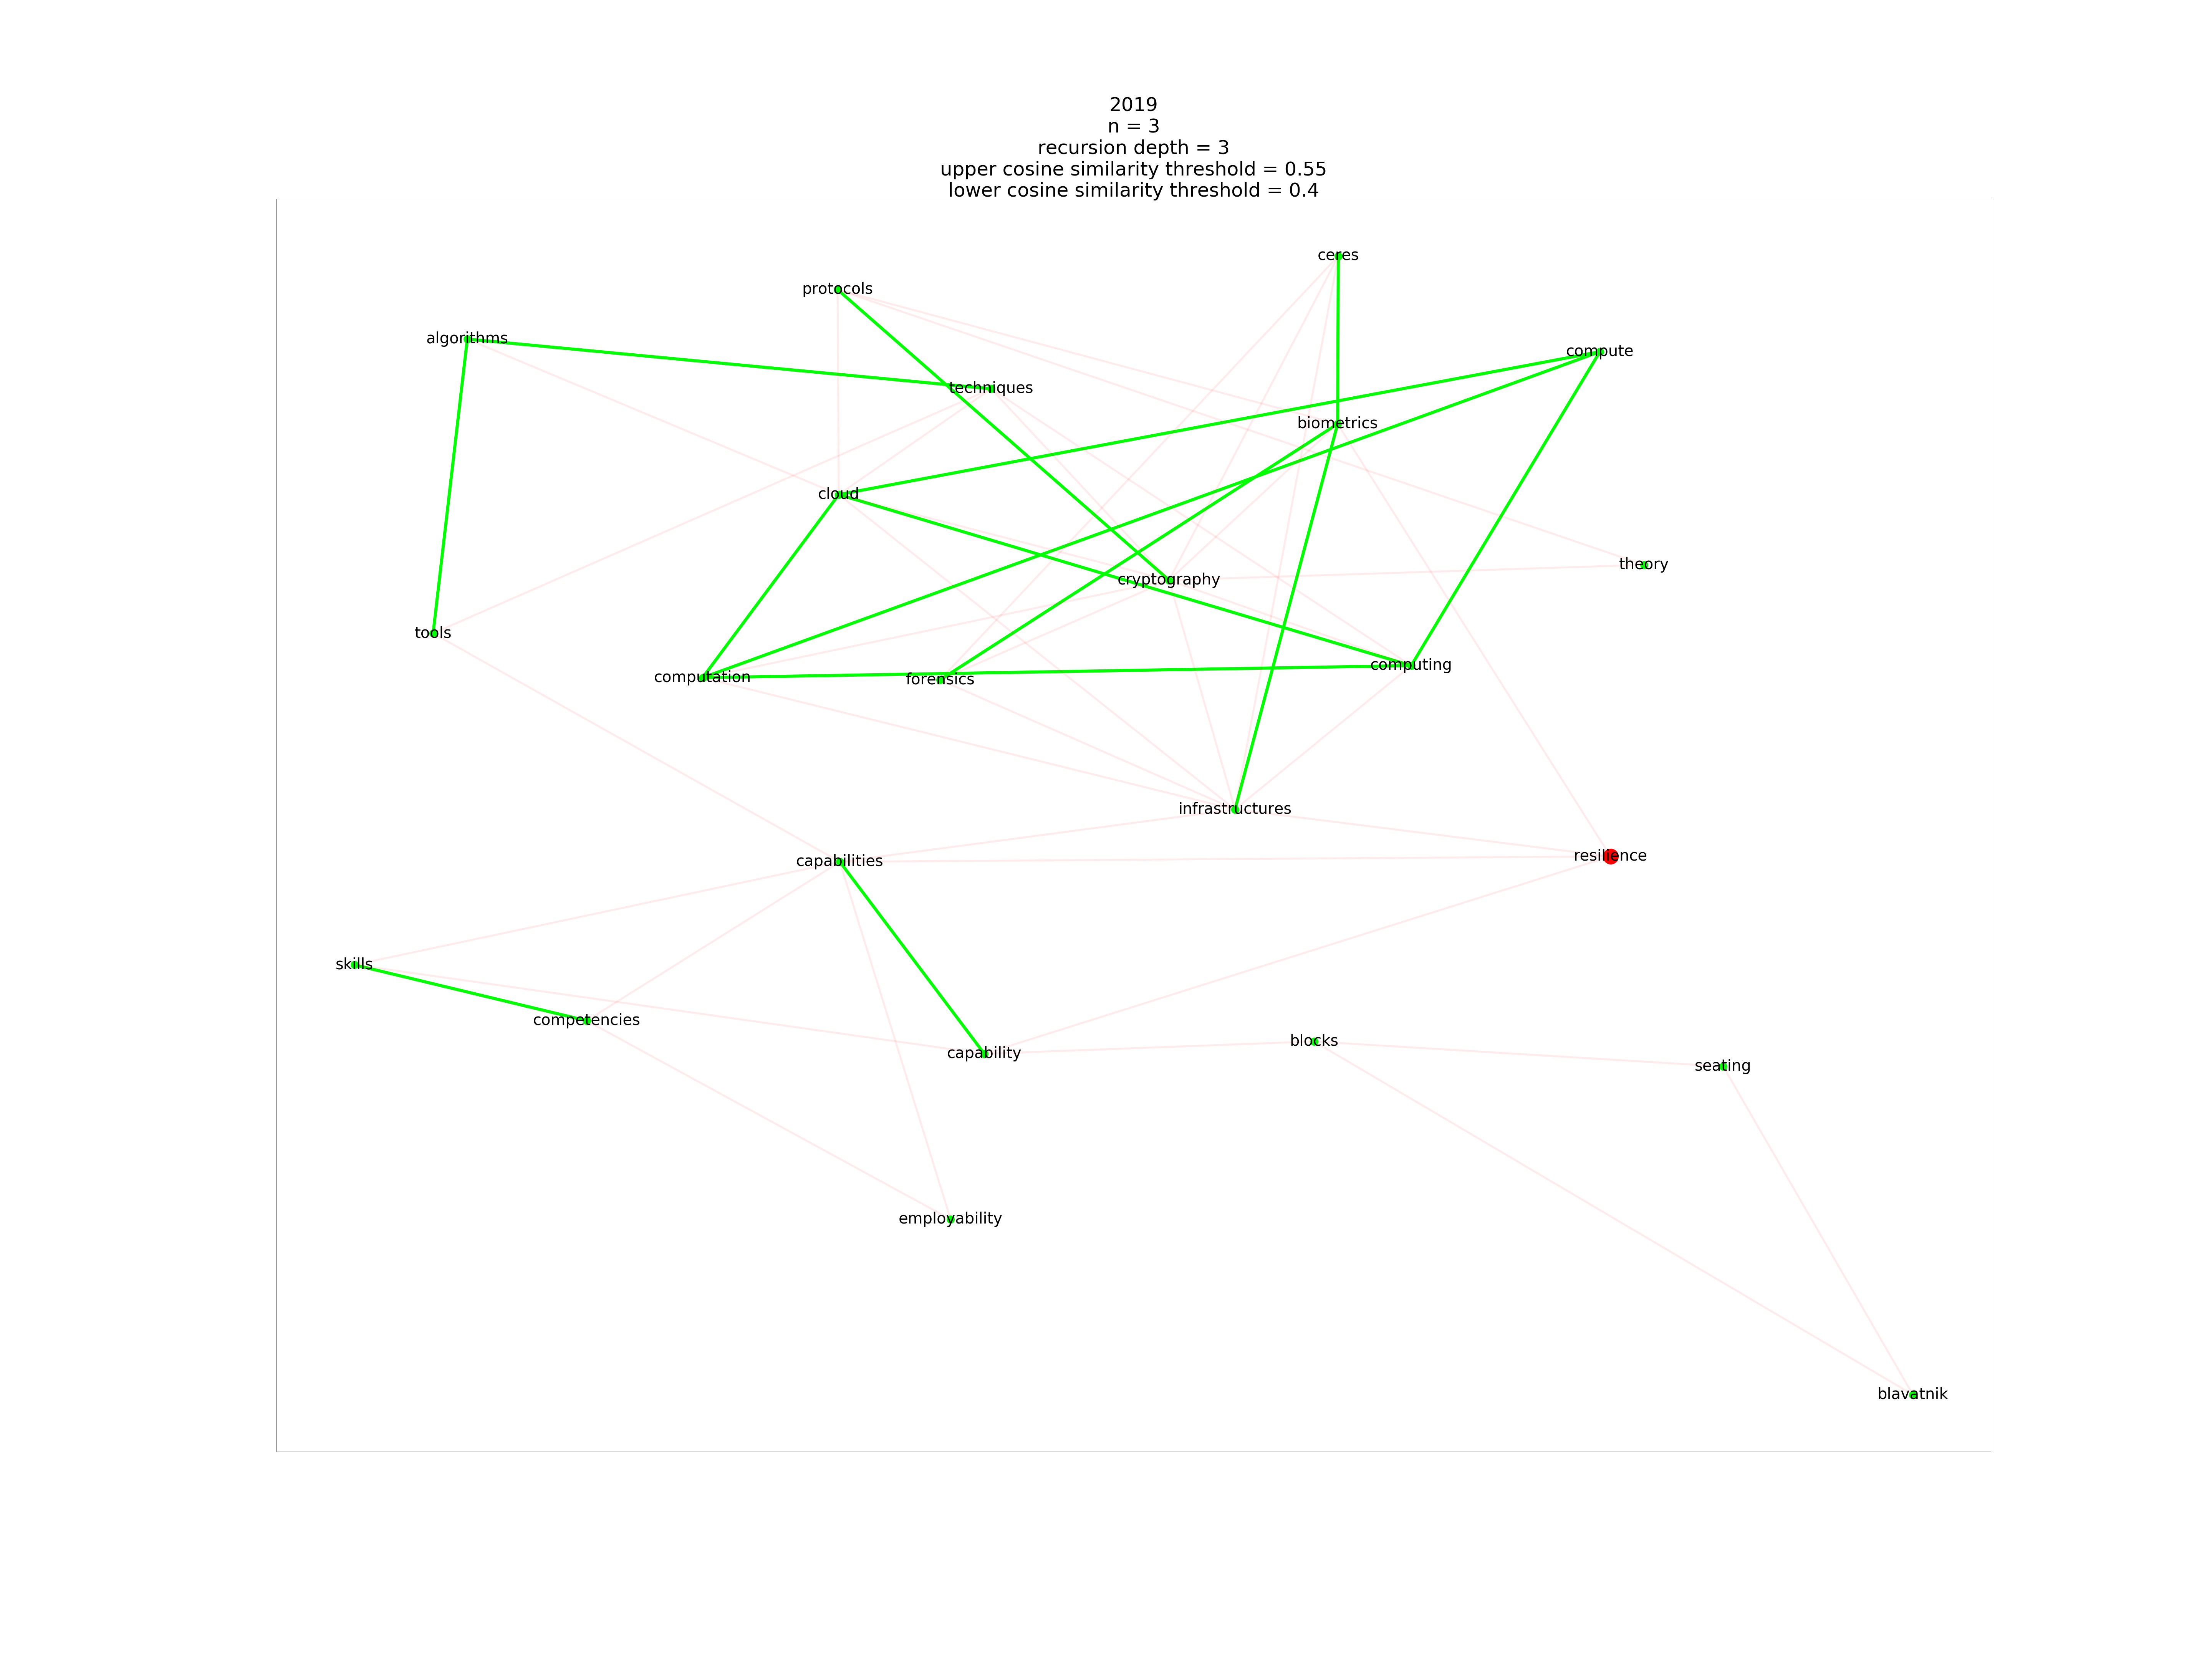 2019
n = 3
recursion depth = 3
upper cosine similarity threshold = 0.55
lower cosine similarity threshold = 0.4
ceres
protocols
algorithms
compute
techniques
biometrics
cloud
theory
cryptography
tools
computing
computation
forensics
infrastructures
resilience
capabilities
skills
competencies
blocks
capability
seating
employability
blavatnik